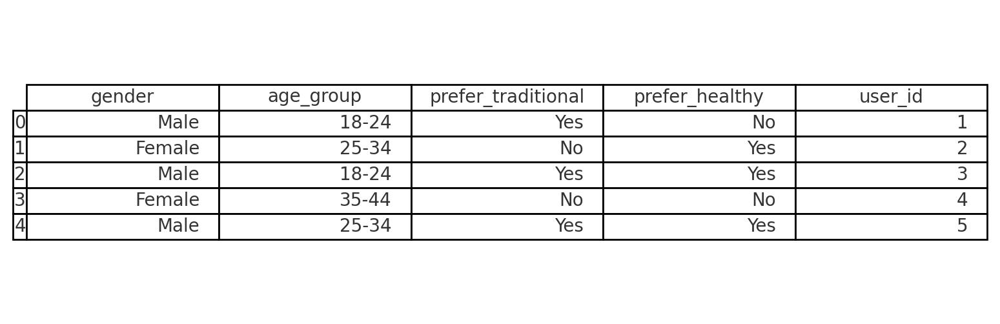 gender age_group prefer_traditional prefer_healthy user_id
0 Male 18-24 Yes No 1
1 Female 25-34 No Yes 2
2 Male 18-24 Yes Yes 3
3 Female 35-44 No No 4
4 Male 25-34 Yes Yes 5